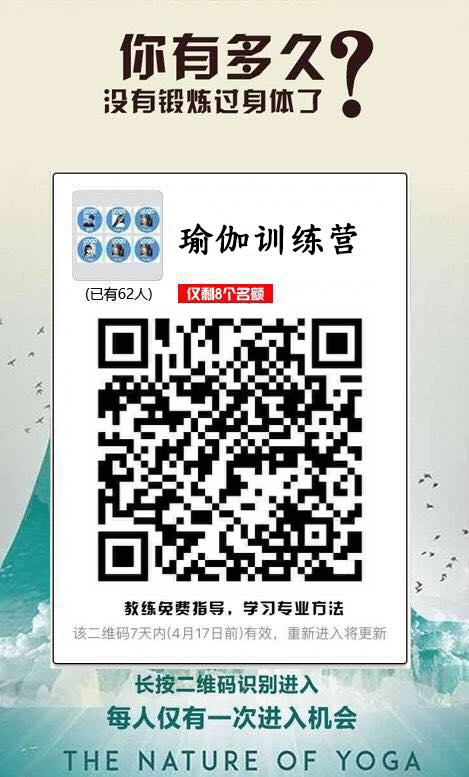 你有多久?
没有锻炼过身体了
瑜伽训练营
(已有62人)
仅剩8个名额
教练免费指导，学习专业方法
该二维码7天内(4月17日前)有效，重新进入将更新
长按二维码识别进入
每人仅有一次进入机会
THE NATURE OF YOGA